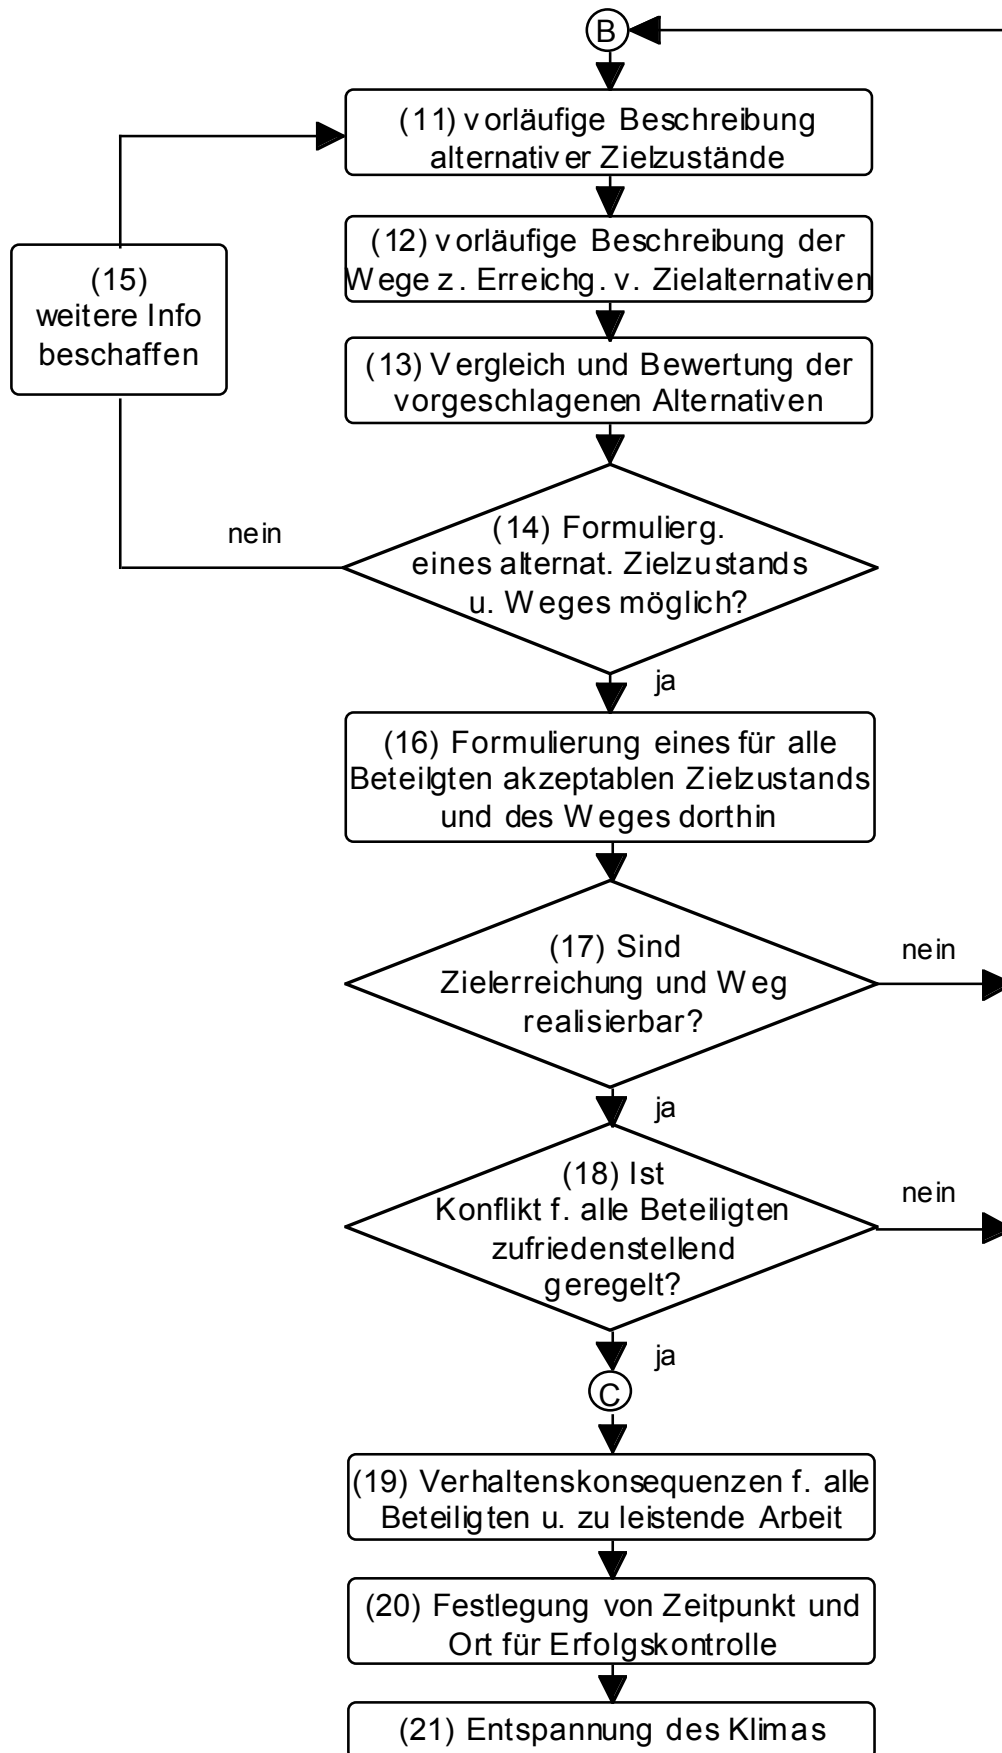 B
(11) vorläufige Beschreibung
alternativer Zielzustände
(12) vorläufige Beschreibung der
Wege z. Erreichg. v. Zielalternativen
(15)
weitere Info
beschaffen
(13) Vergleich und Bewertung der
vorgeschlagenen Alternativen
nein
(14) Formulierg.
eines alternat. Zielzustands
u. Weges möglich?
ja
(16) Formulierung eines für alle
Beteilgten akzeptablen Zielzustands
und des Weges dorthin
(17) Sind
Zielerreichung und Weg
realisierbar?
nein
ja
(18) Ist
Konflikt f. alle Beteiligten
zufriedenstellend
geregelt?
nein
ja
C
(19) Verhaltenskonsequenzen f. alle
Beteiligten u. zu leistende Arbeit
(20) Festlegung von Zeitpunkt und
Ort für Erfolgskontrolle
(21) Entspannung des Klimas